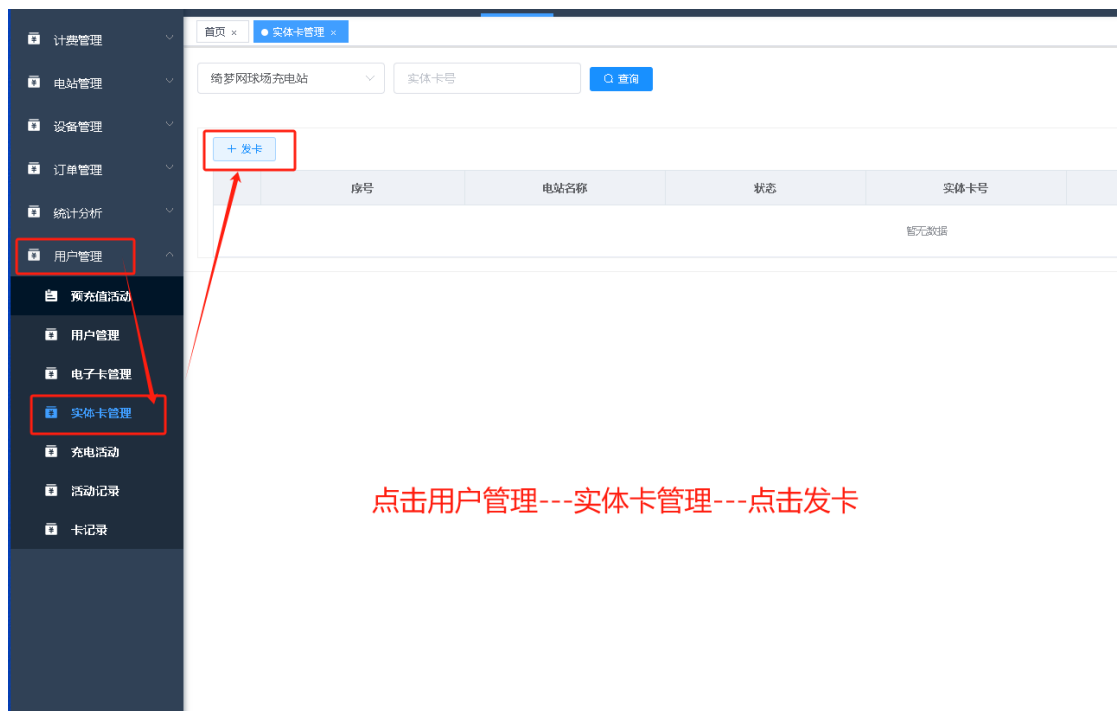 首页 ×
实体卡管理 ×
计费管理
电站管理
设备管理
订单管理
统计分析
用户管理
预充值活动
用户管理
电子卡管理
实体卡管理
充电活动
活动记录
卡记录
绮梦网球场充电站
实体卡号
查询
+ 发卡
序号 电站名称 状态 实体卡号
暂无数据
点击用户管理---实体卡管理---点击发卡